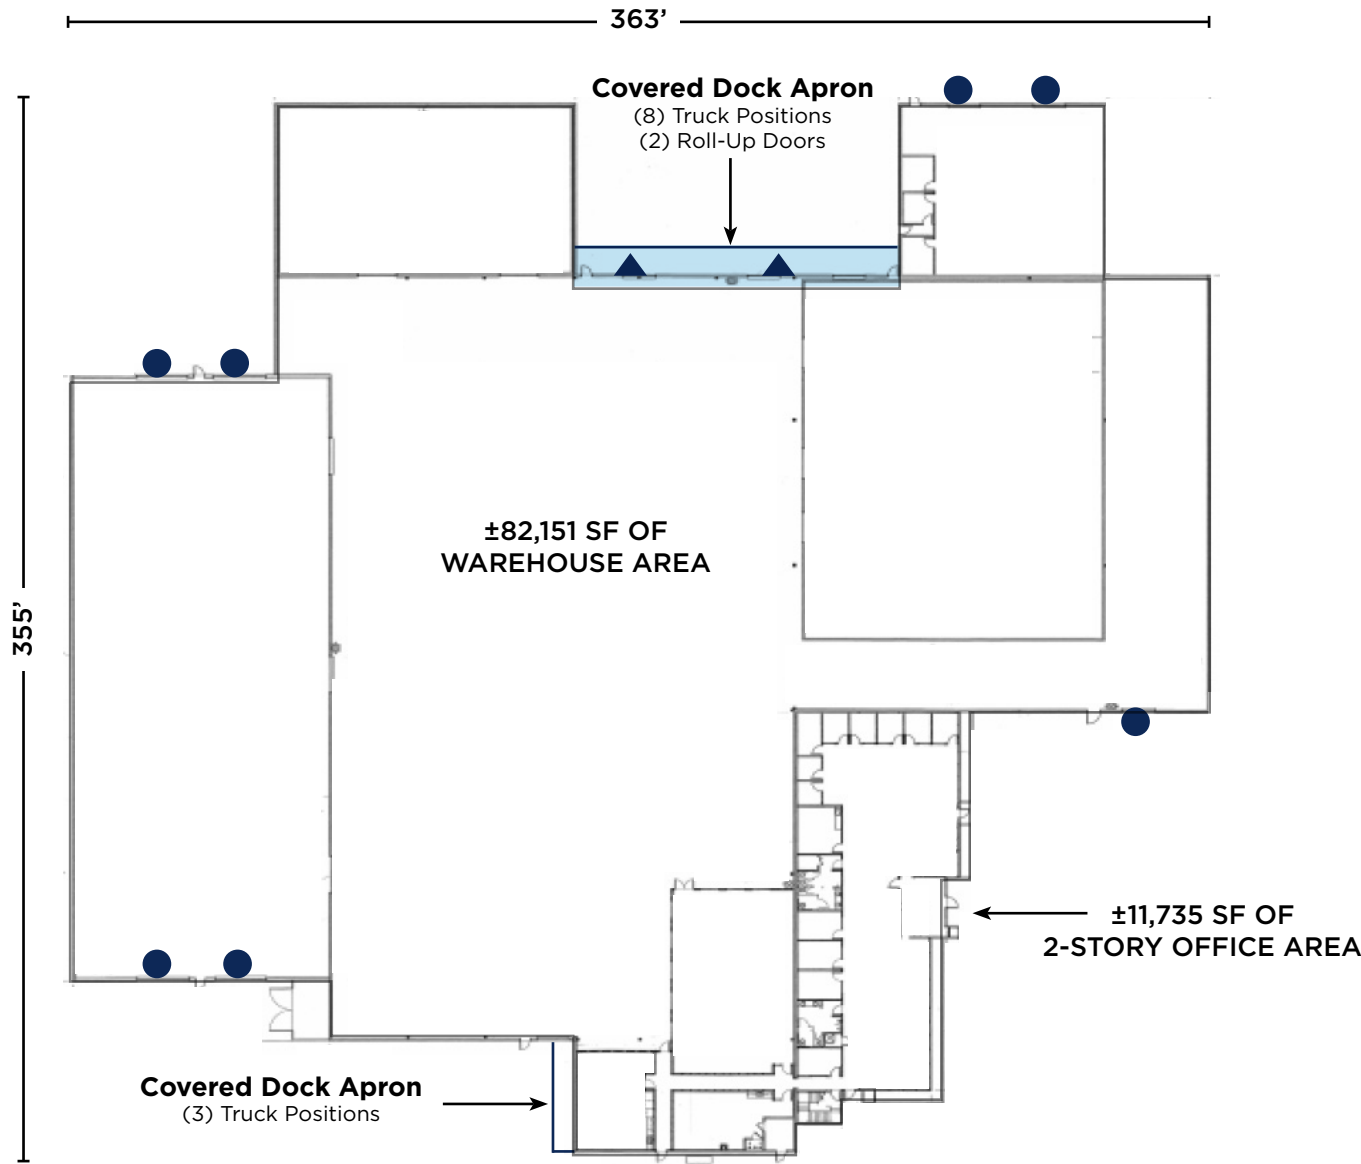 363’
Covered Dock Apron
(8) Truck Positions
(2) Roll-Up Doors
355’
±82,151 SF OF
WAREHOUSE AREA
±11,735 SF OF
2-STORY OFFICE AREA
Covered Dock Apron
(3) Truck Positions